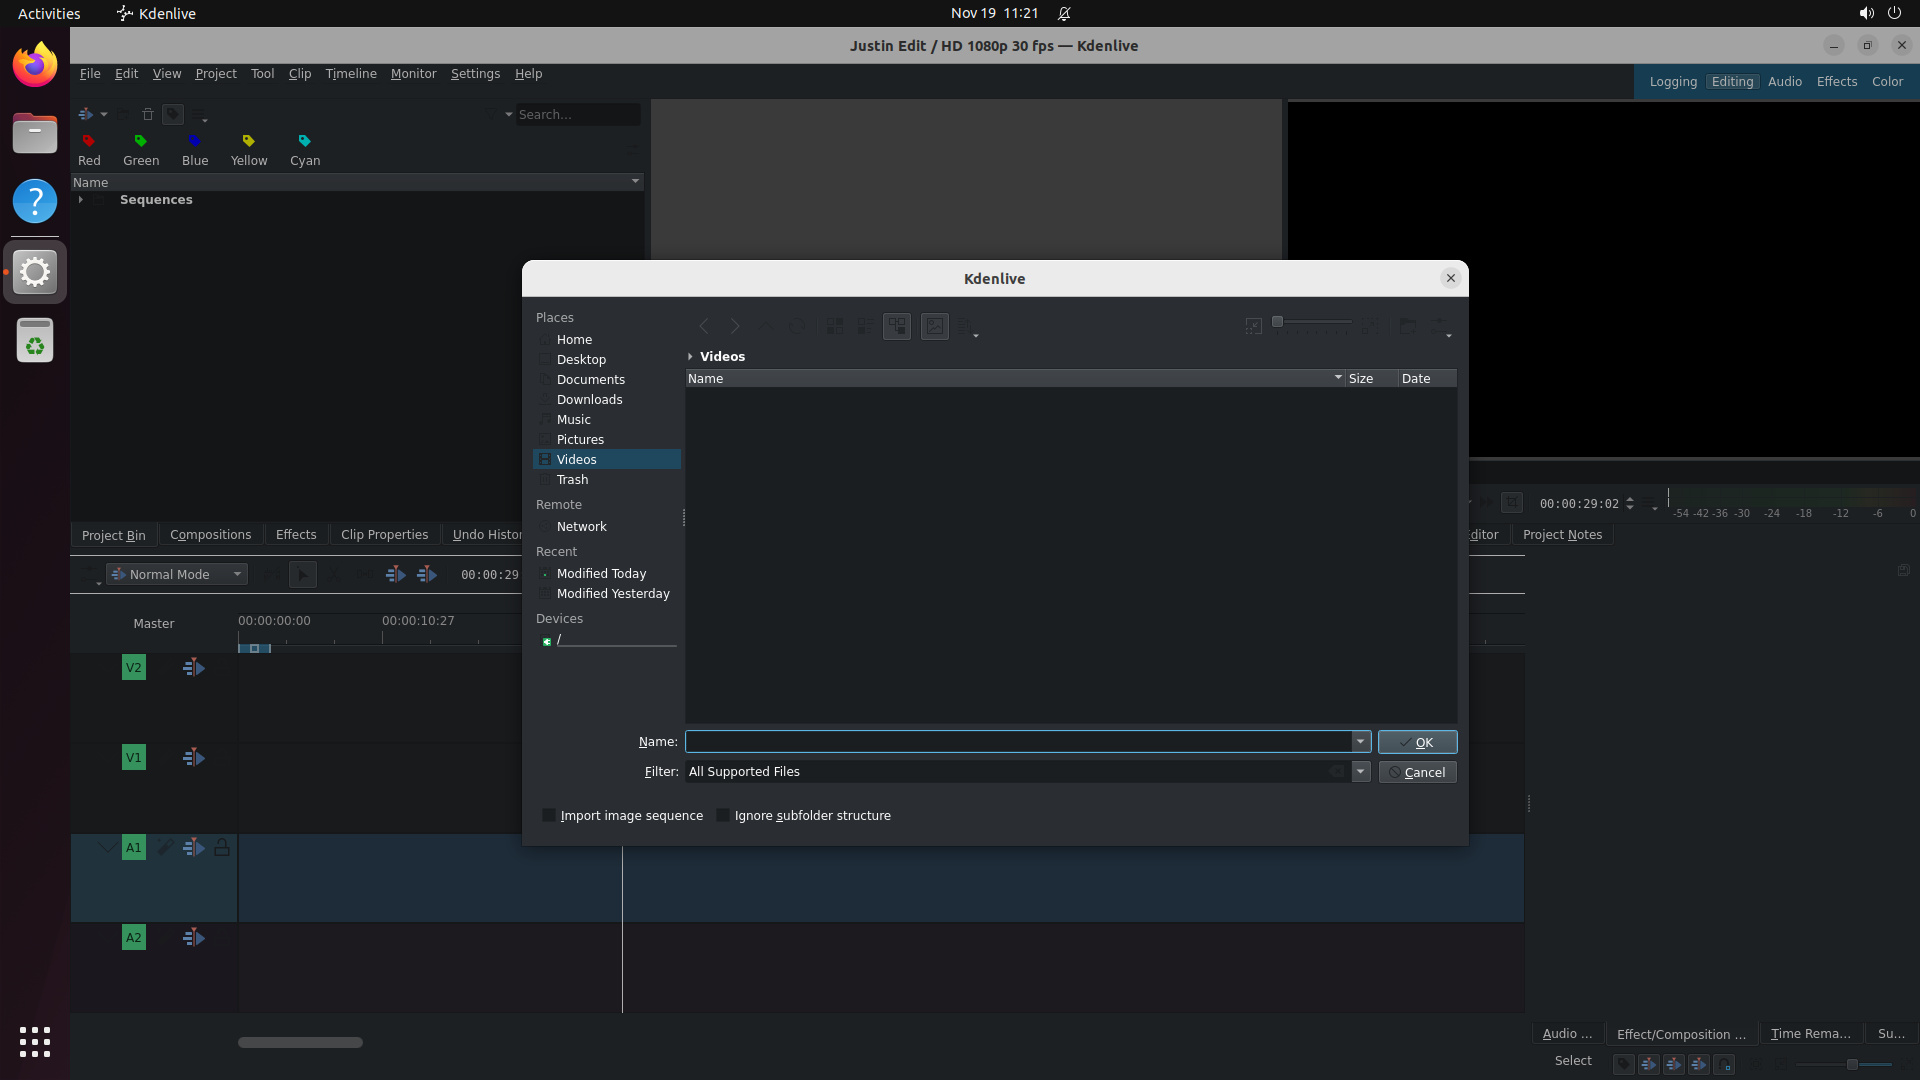 Activities
Kdenlive
Nov 19 11:21
Justin Edit / HD 1080p 30 fps — Kdenlive
File Edit View Project Tool Clip Timeline Monitor Settings Help
Logging Editing Audio Effects Color
Search...
Red Green Blue Yellow Cyan
Name
Sequences
Kdenlive
Places
Home
Desktop
Documents
Downloads
Music
Pictures
Videos
Trash
Remote
Network
Recent
Modified Today
Modified Yesterday
Devices
/
Videos
Name Size Date
Name:
OK
Filter: All Supported Files
Cancel
Import image sequence Ignore subfolder structure
00:00:29:02
-54 -42 -36 -30 -24 -18 -12 -6 0
Project Bin Compositions Effects Clip Properties Undo Histor
ditor Project Notes
Normal Mode
00:00:29
Master
00:00:00:00 00:00:10:27
V2
V1
A1
A2
Audio ... Effect/Composition ... Time Rema... Su...
Select